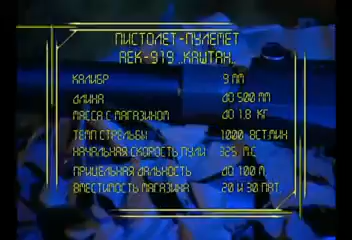 ПИСТОЛЕТ-ПУЛЕМЕТ
АЕК-919 „КАШТАН„
КАЛИБР 9 ММ
ДЛИНА ДО 500 ММ
МАССА С МАГАЗИНОМ ДО 1.8 КГ
ТЕМП СТРЕЛЬБЫ 1000 ВСТ.МИН
НАЧАЛЬНАЯ СКОРОСТЬ ПУЛИ 325 М.С
ПРИЦЕЛЬНАЯ ДАЛЬНОСТЬ ДО 100 М
ВМЕСТИМОСТЬ МАГАЗИНА 20 И 30 ПАТ.